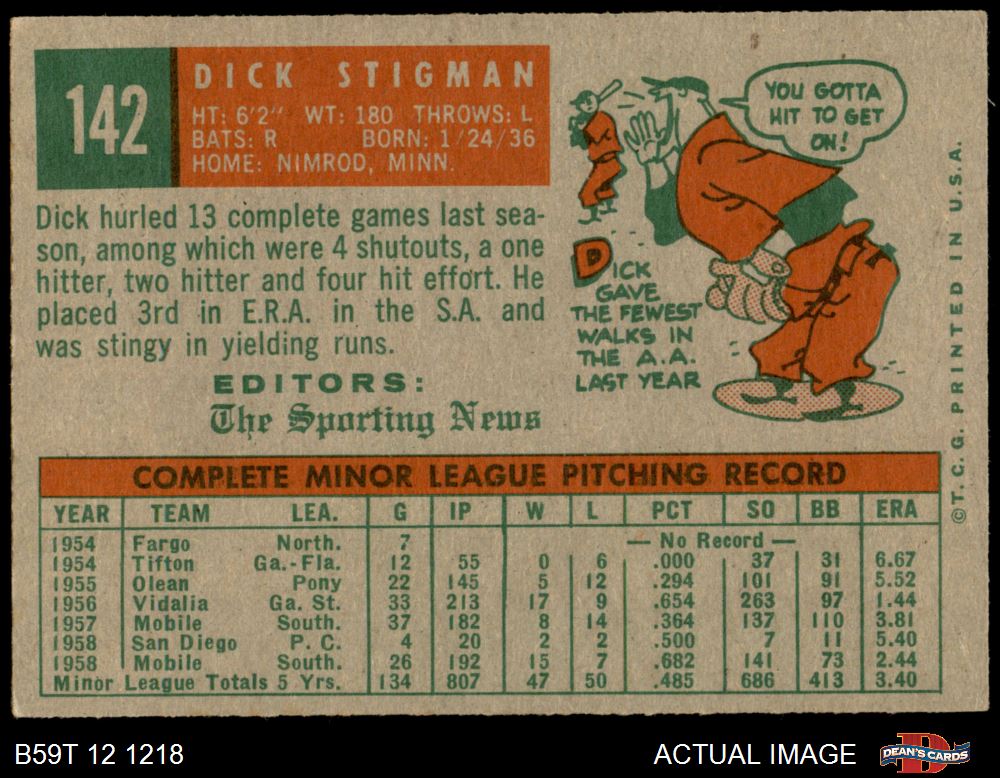 142
DICK STIGMAN
HT: 6'2" WT: 180 THROWS: L
BATS: R BORN: 1/24/36
HOME: NIMROD, MINN.
Dick hurled 13 complete games last sea-
son, among which were 4 shutouts, a one
hitter, two hitter and four hit effort. He
placed 3rd in E.R.A. in the S.A. and
was stingy in yielding runs.
EDITORS:
The Sporting News
YOU GOTTA
HIT TO GET
ON!
DICK
GAVE
THE FEWEST
WALKS IN
THE A.A.
LAST YEAR
©T.C.G. PRINTED IN U.S.A.
COMPLETE MINOR LEAGUE PITCHING RECORD
YEAR TEAM LEA. G IP W L PCT SO BB ERA
1954 Fargo North. 7 — No Record —
1954 Tifton Ga.-Fla. 12 55 0 6 .000 37 31 6.67
1955 Olean Pony 22 145 5 12 .294 101 91 5.52
1956 Vidalia Ga. St. 33 213 17 9 .654 263 97 1.44
1957 Mobile South. 37 182 8 14 .364 137 110 3.81
1958 San Diego P. C. 4 20 2 2 .500 7 11 5.40
1958 Mobile South. 26 192 15 7 .682 141 73 2.44
Minor League Totals 5 Yrs. 134 807 47 50 .485 686 413 3.40
B59T 12 1218
ACTUAL IMAGE
DEAN'S CARDS